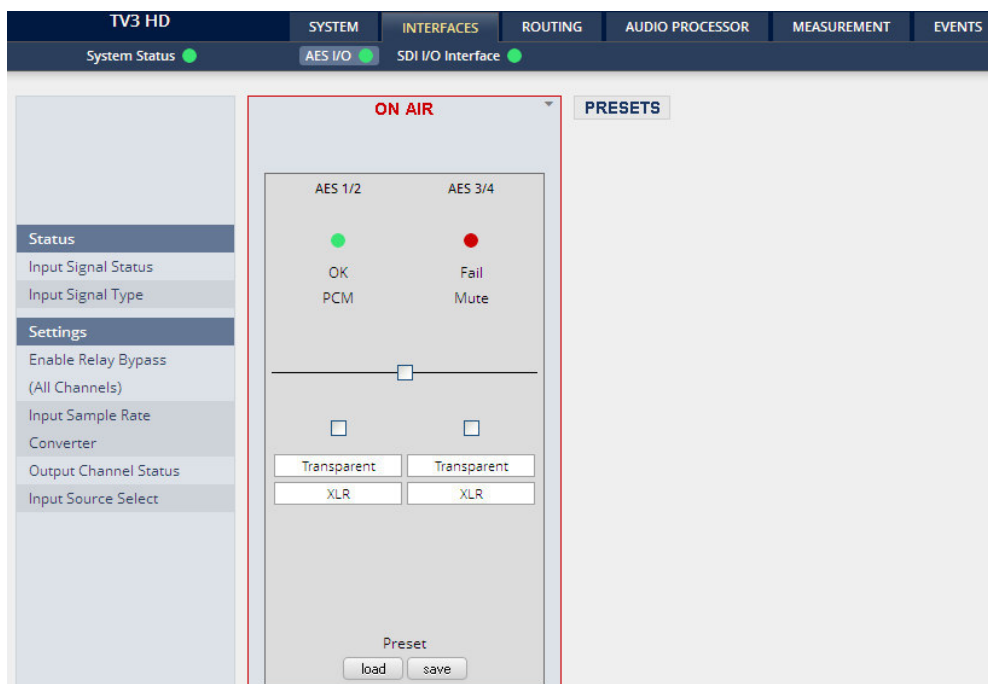 TV3 HD SYSTEM INTERFACES ROUTING AUDIO PROCESSOR MEASUREMENT EVENTS
System Status AES I/O SDI I/O Interface
ON AIR PRESETS
AES 1/2 AES 3/4
Status
Input Signal Status OK Fail
Input Signal Type PCM Mute
Settings
Enable Relay Bypass
(All Channels)
Input Sample Rate
Converter
Output Channel Status Transparent Transparent
Input Source Select XLR XLR
Preset
load save